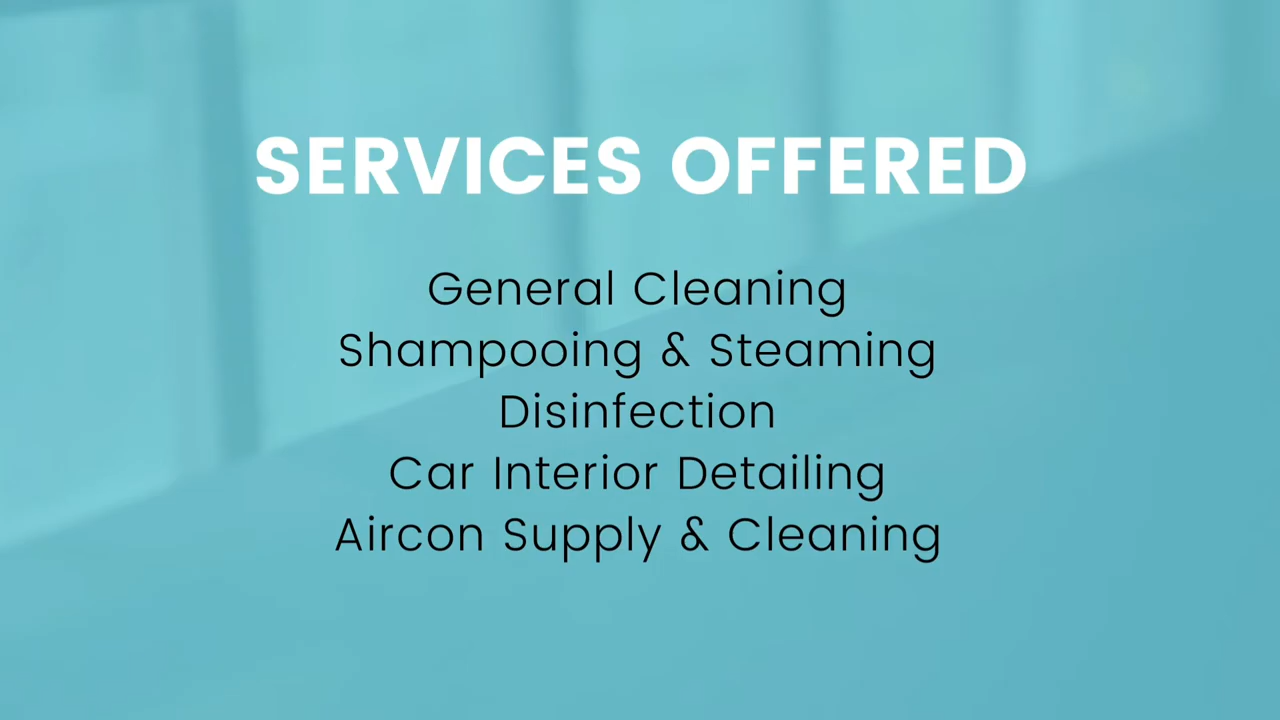 SERVICES OFFERED
General Cleaning
Shampooing & Steaming
Disinfection
Car Interior Detailing
Aircon Supply & Cleaning